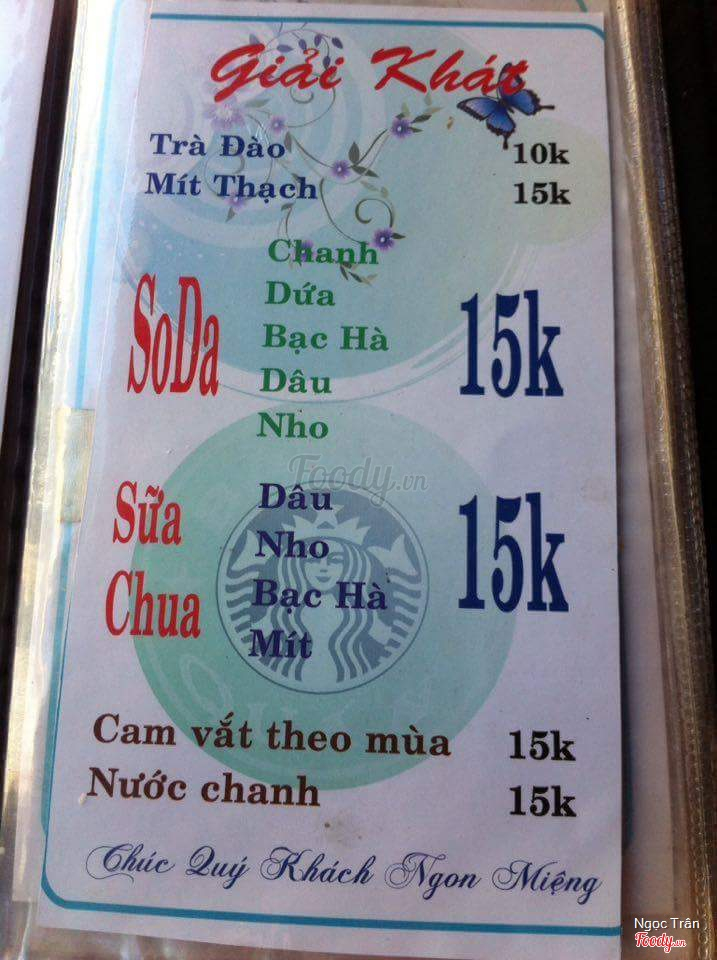 Giải Khát
Trà Đào 10k
Mít Thạch 15k
SoDa
Chanh
Dứa
Bạc Hà
Dâu
Nho
15k
Foody.vn
Sữa
Chua
Dâu
Nho
Bạc Hà
Mít
15k
Cam vắt theo mùa 15k
Nước chanh 15k
Chúc Quý Khách Ngon Miệng
Ngọc Trân
Foody.vn